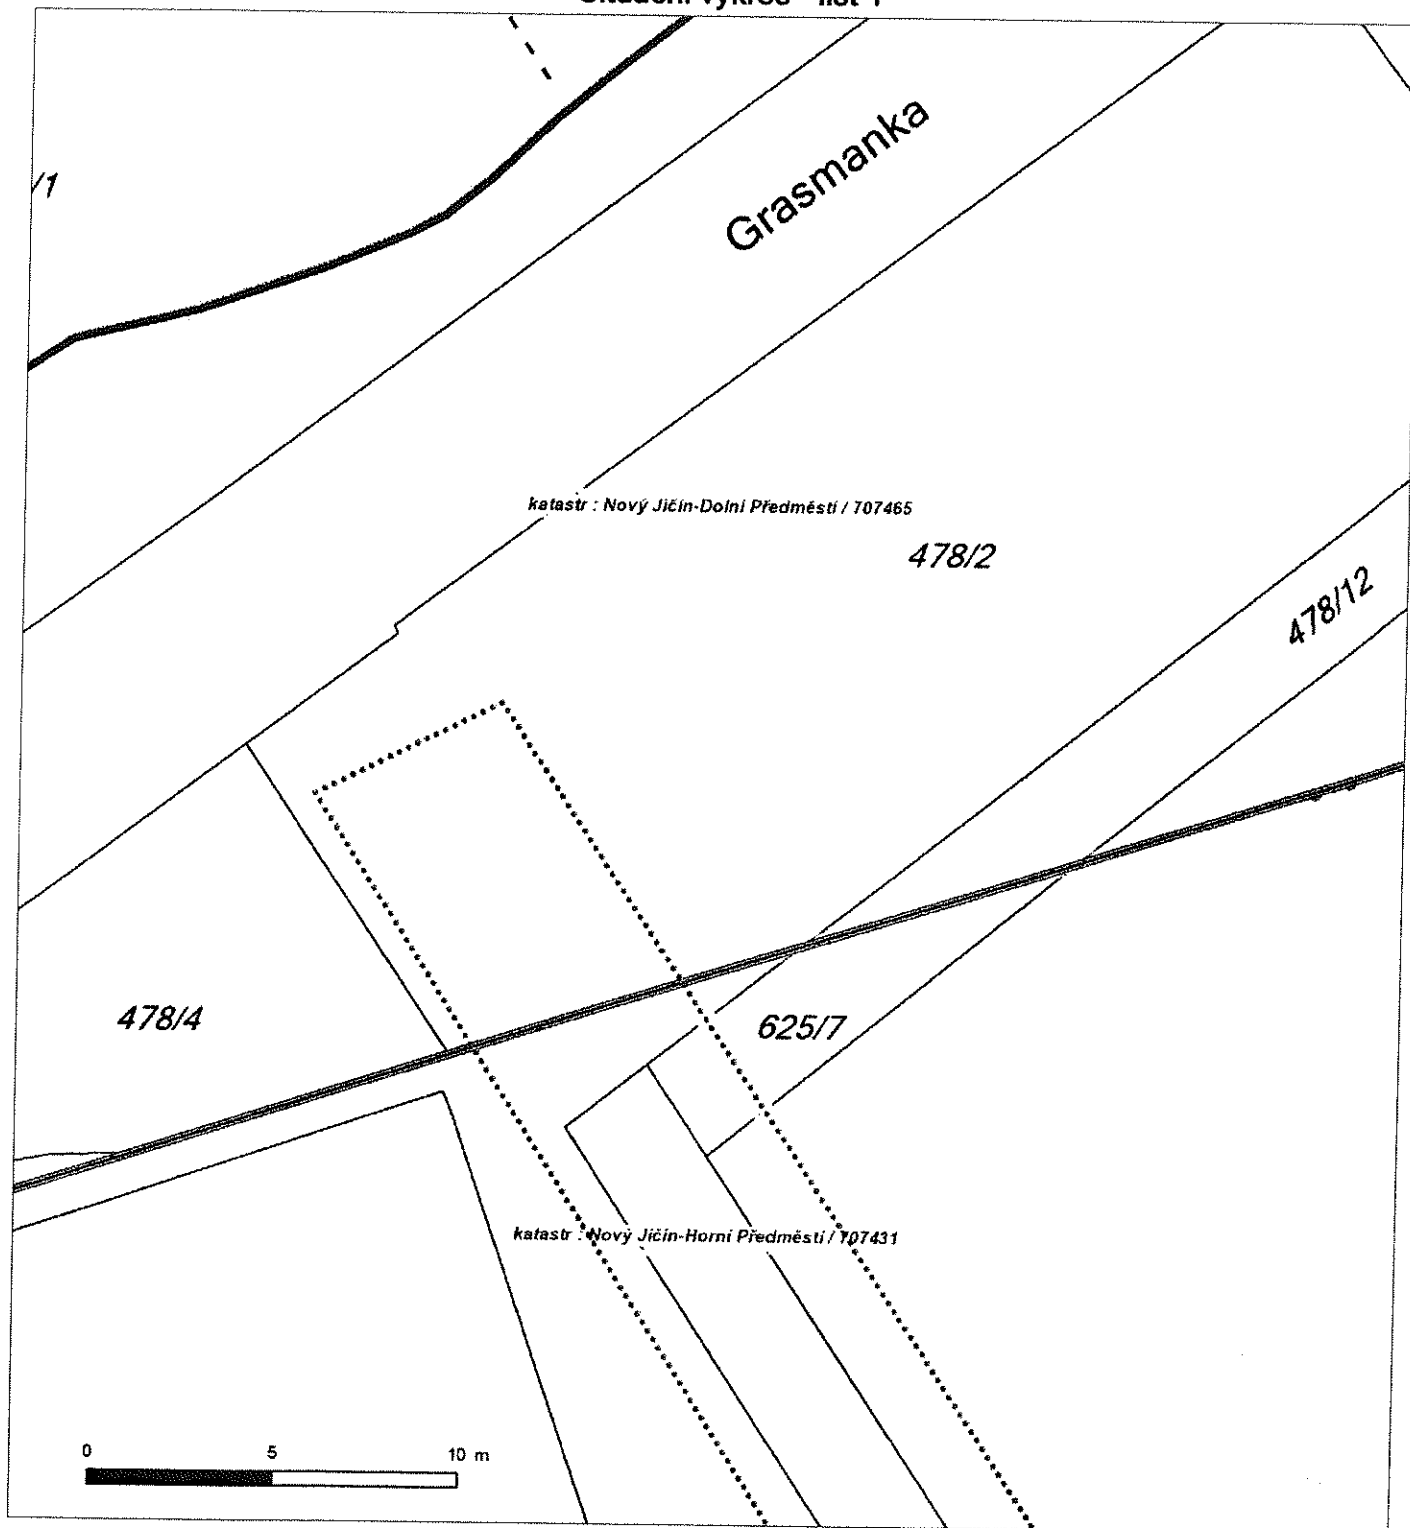 /1
Grasmanka
katastr : Nový Jičín-Dolní Předměstí / 707465
478/2
478/12
478/4
625/7
katastr : Nový Jičín-Horní Předměstí / 707431
0 5 10 m